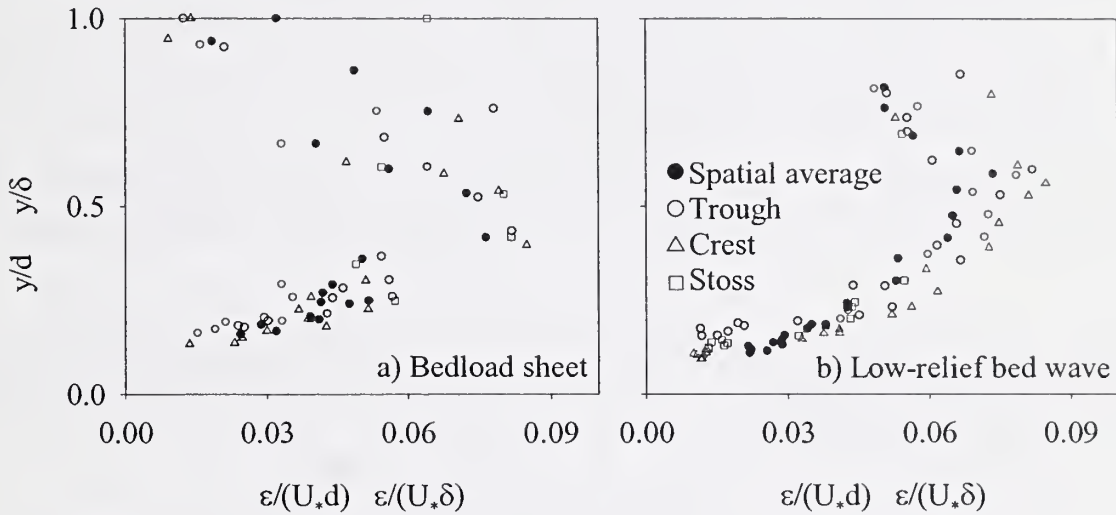 1.0
0.5
0.0
y/d y/δ
a) Bedload sheet
0.00 0.03 0.06 0.09
ε/(U*d) ε/(U*δ)
● Spatial average
○ Trough
△ Crest
□ Stoss
b) Low-relief bed wave
0.00 0.03 0.06 0.09
ε/(U*d) ε/(U*δ)